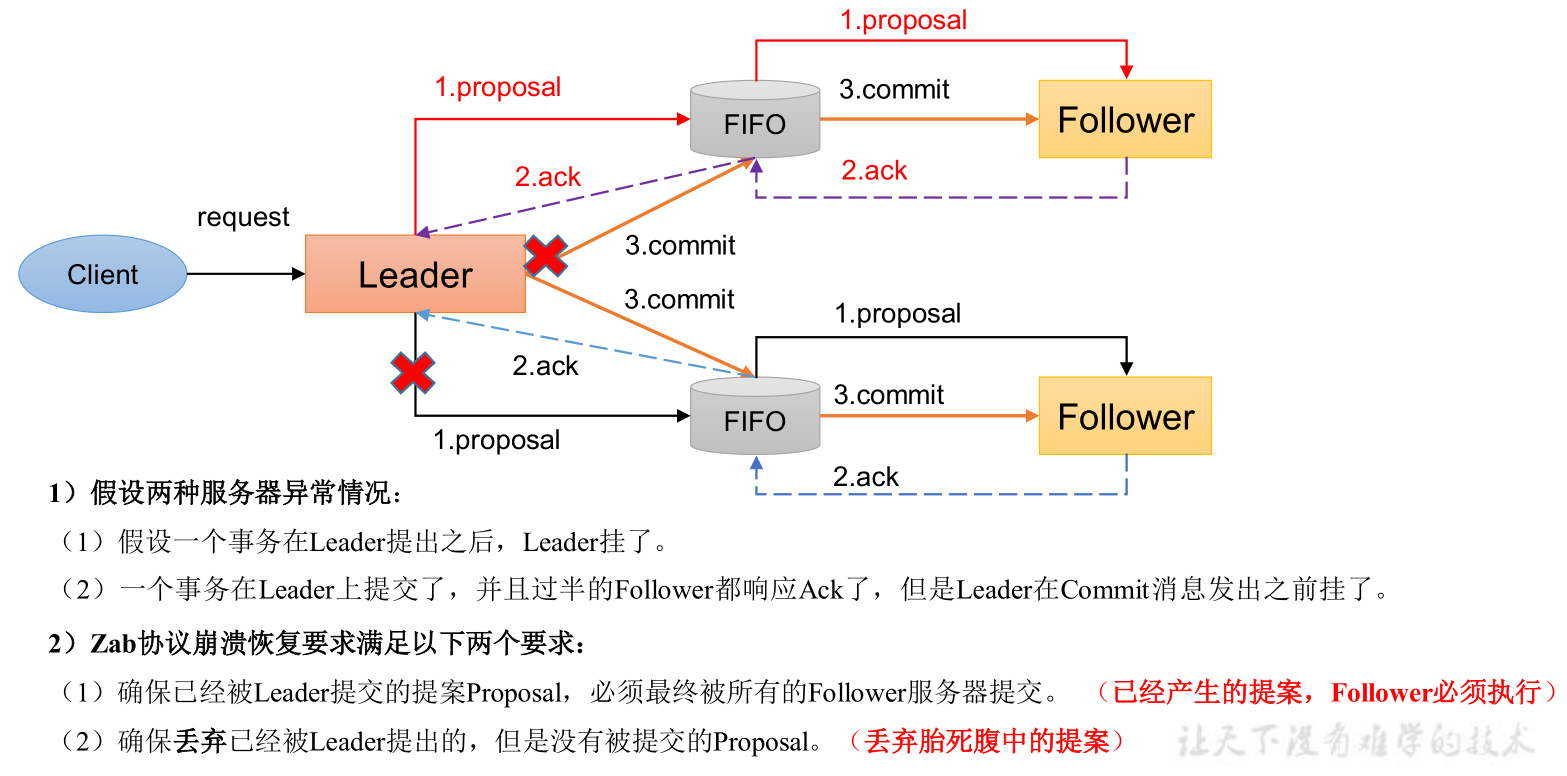 1.proposal
1.proposal
3.commit
FIFO
Follower
2.ack
2.ack
request
3.commit
Client
Leader
3.commit
1.proposal
2.ack
3.commit
FIFO
Follower
1.proposal
2.ack
1）假设两种服务器异常情况：
（1）假设一个事务在Leader提出之后，Leader挂了。
（2）一个事务在Leader上提交了，并且过半的Follower都响应Ack了，但是Leader在Commit消息发出之前挂了。
2）Zab协议崩溃恢复要求满足以下两个要求：
（1）确保已经被Leader提交的提案Proposal，必须最终被所有的Follower服务器提交。 （已经产生的提案，Follower必须执行）
（2）确保丢弃已经被Leader提出的，但是没有被提交的Proposal。（丢弃胎死腹中的提案）
让天下没有难学的技术